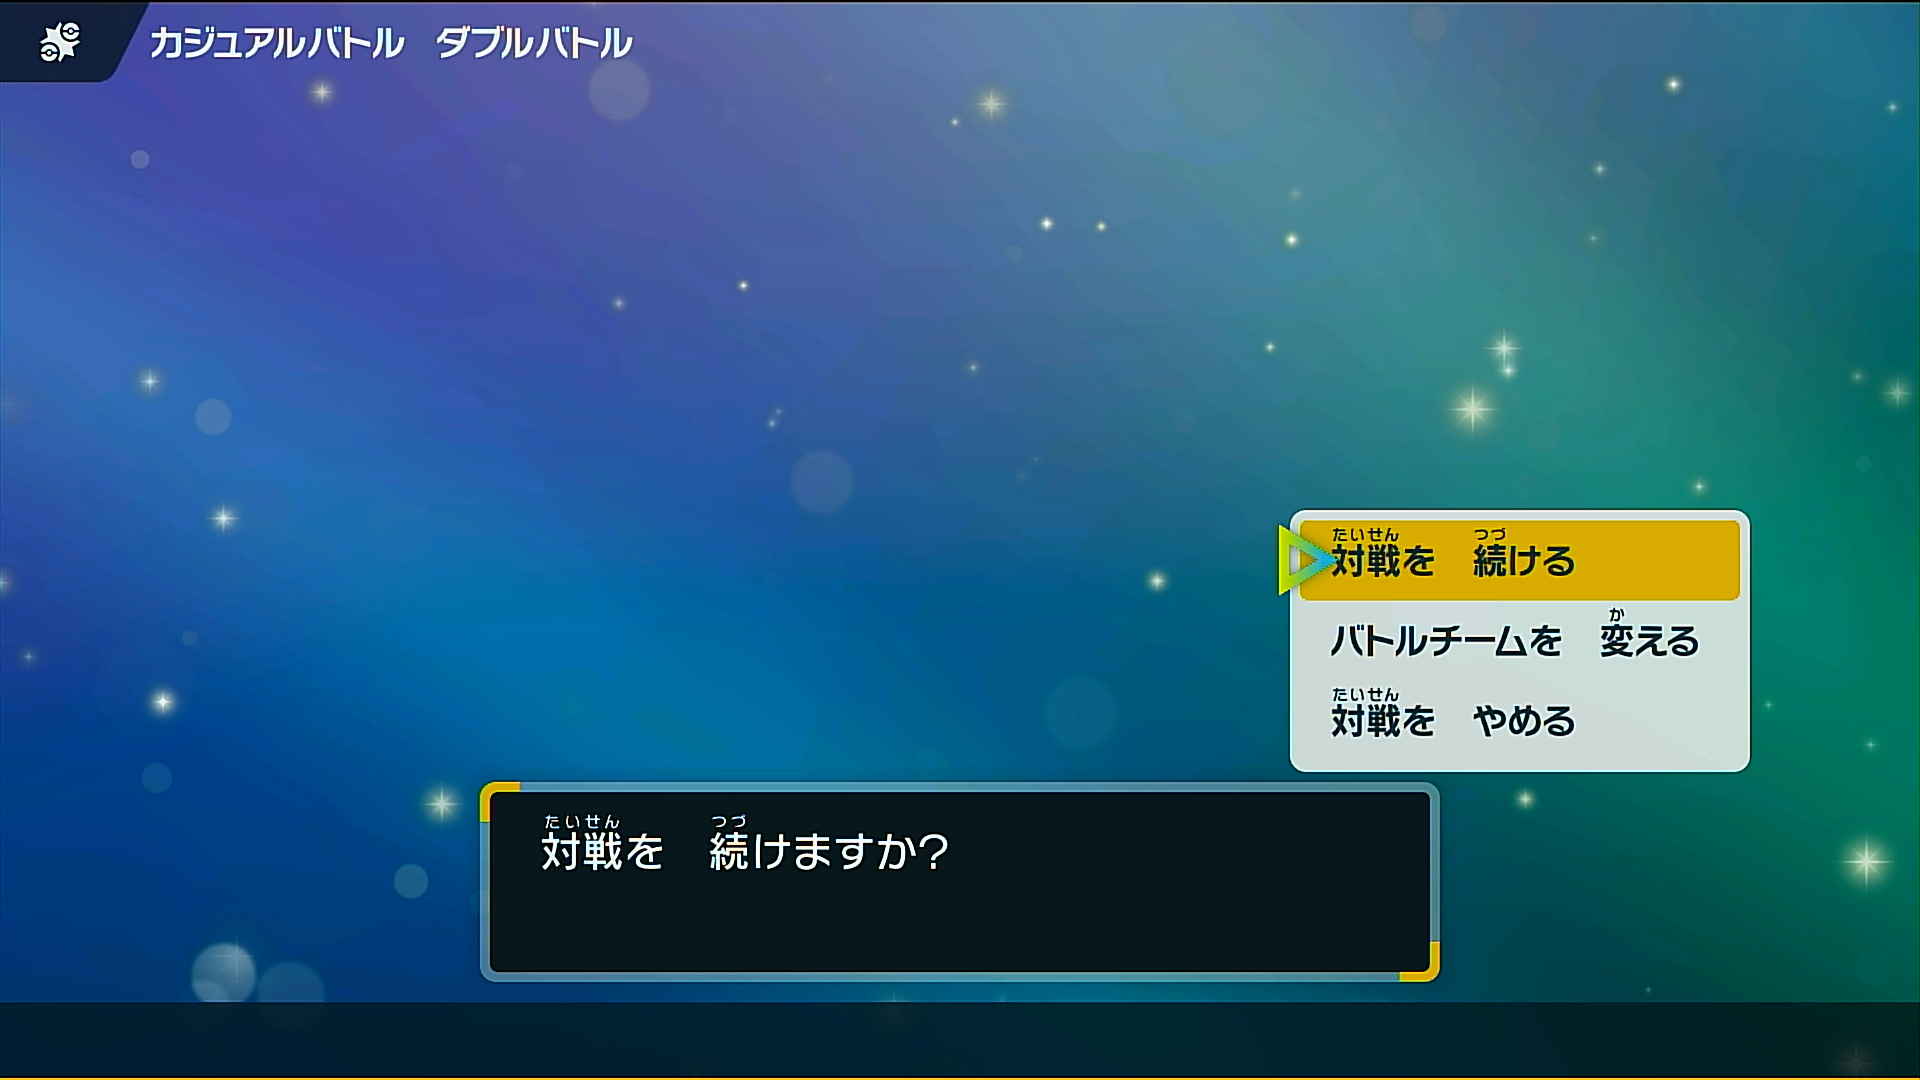 カジュアルバトル　ダブルバトル
たいせん　つづ
対戦を　続ける
か
バトルチームを　変える
たいせん
対戦を　やめる
たいせん　つづ
対戦を　続けますか?